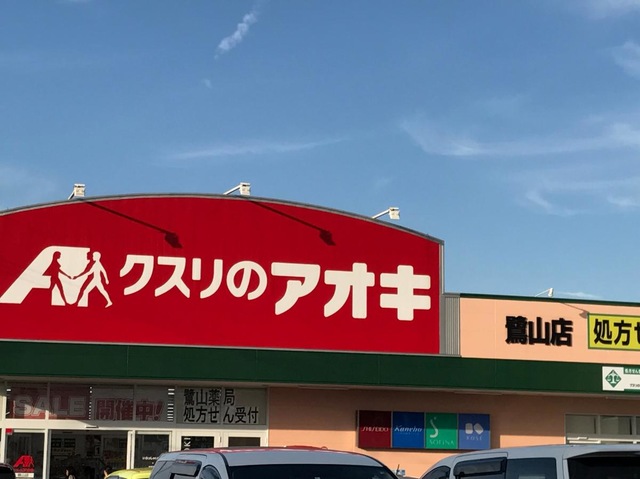 クスリのアオキ
鷺山店
処方せ
SALE 開催中!
鷺山薬局
処方せん受付
SHISEIDO
Kanebo
SOFINA
KOSÉ